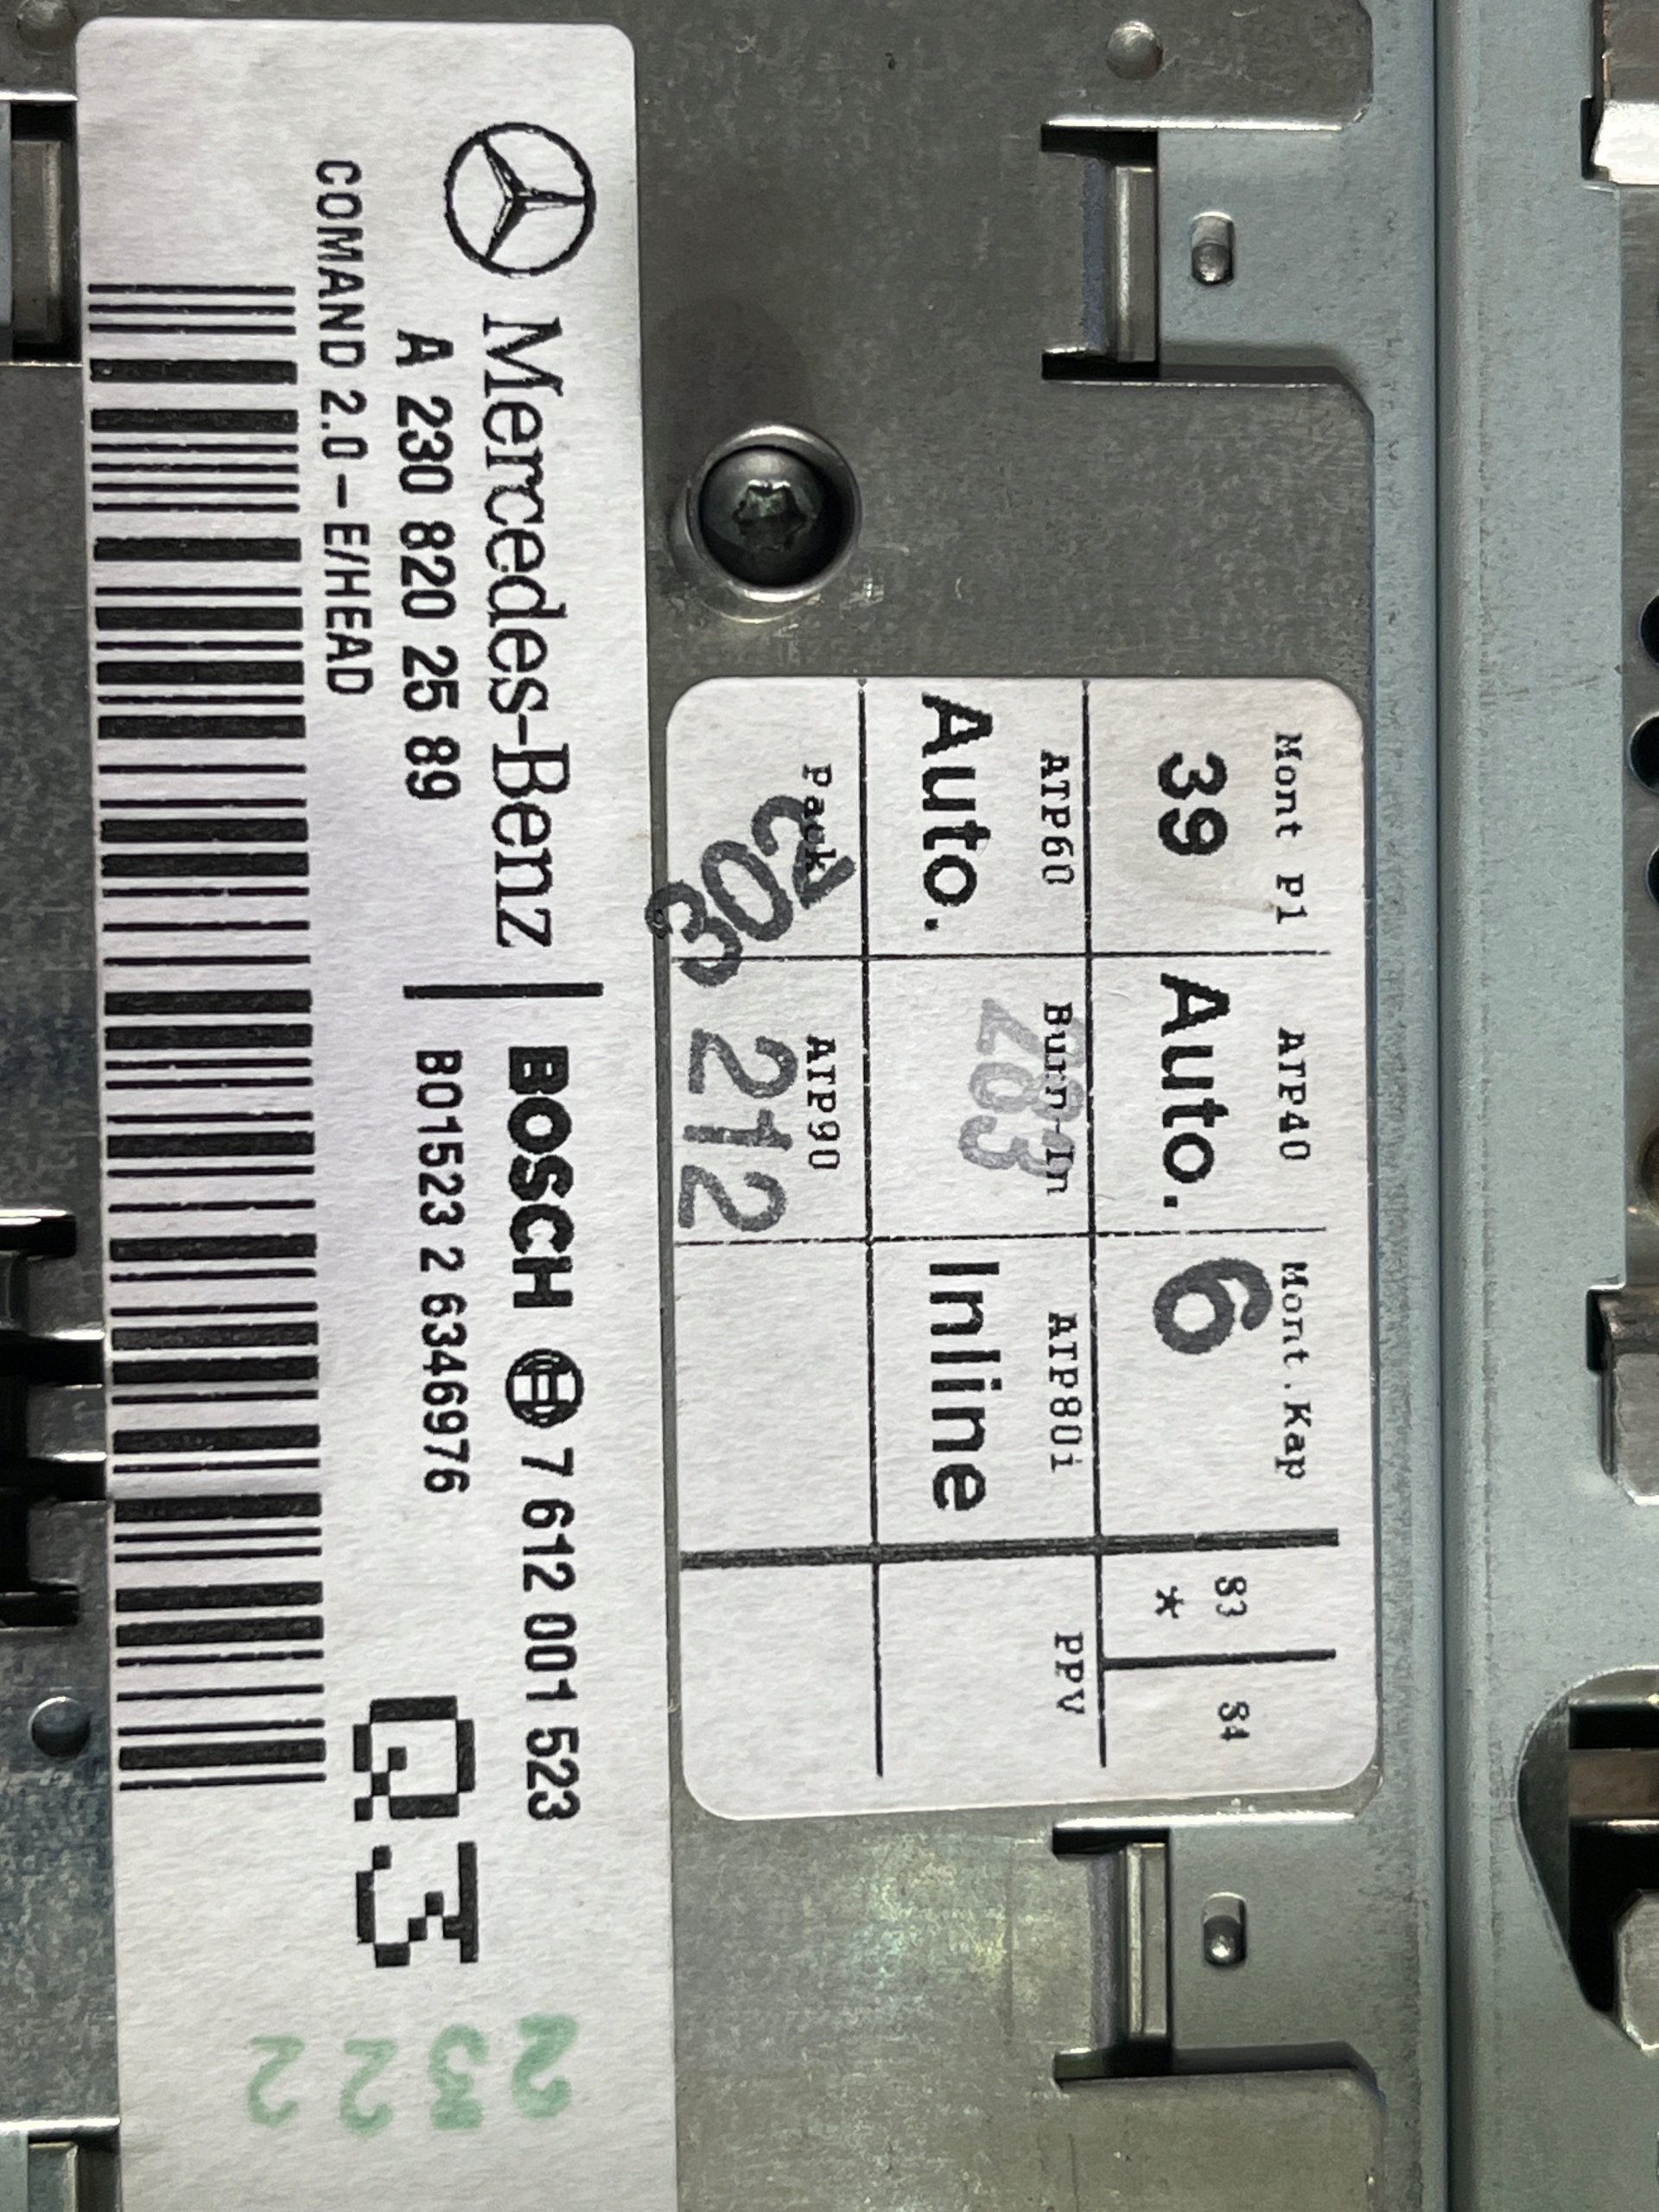 Mercedes-Benz | BOSCH 7 612 001 523
A 230 820 25 89
B01523 2 6346976
COMAND 2.0 - E/HEAD
Q3
Mont P1
ATP40
Mont.Kap
S3
S4
39
Auto.
6
*
ATP60
Burn-In
ATP80i
PPV
Auto.
283
Inline
Pack
ATP90
203
212